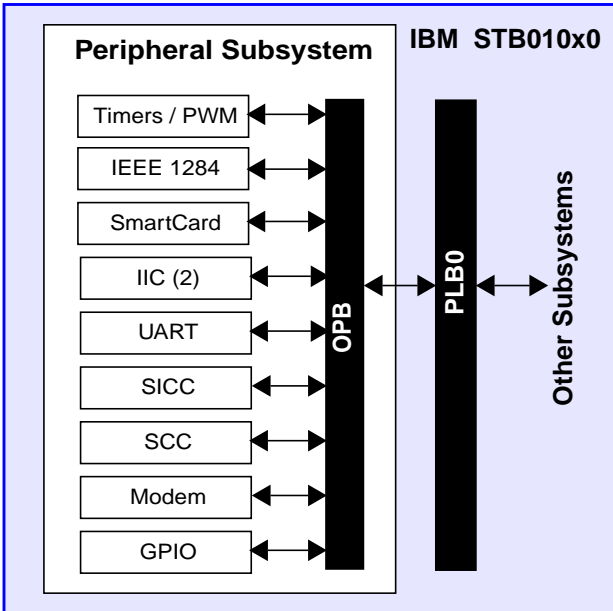 Peripheral Subsystem
IBM STB010x0
Timers / PWM
IEEE 1284
SmartCard
IIC (2)
UART
SICC
SCC
Modem
GPIO
OPB
PLB0
Other Subsystems